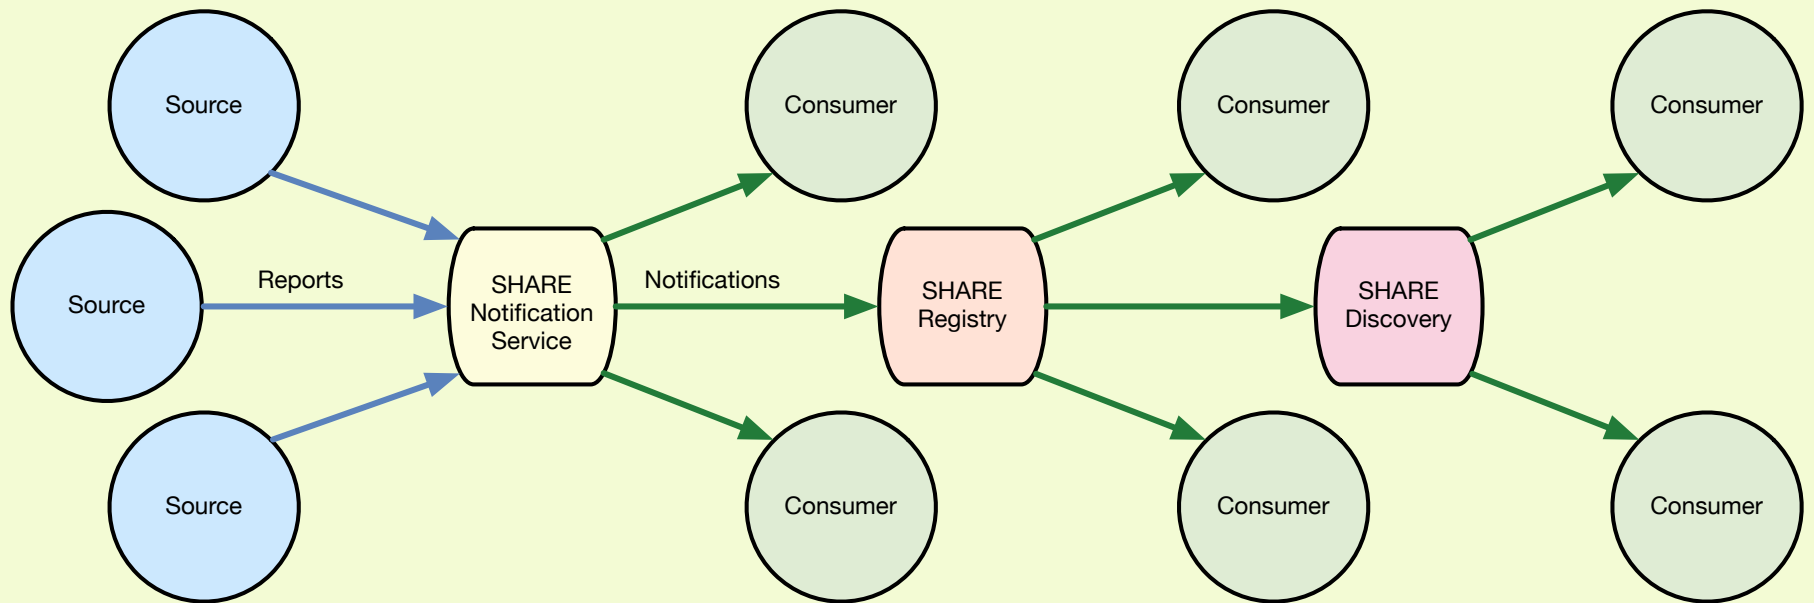 Source
Consumer
Consumer
Consumer
Source
Reports
SHARE
Notification
Service
Notifications
SHARE
Registry
SHARE
Discovery
Source
Consumer
Consumer
Consumer